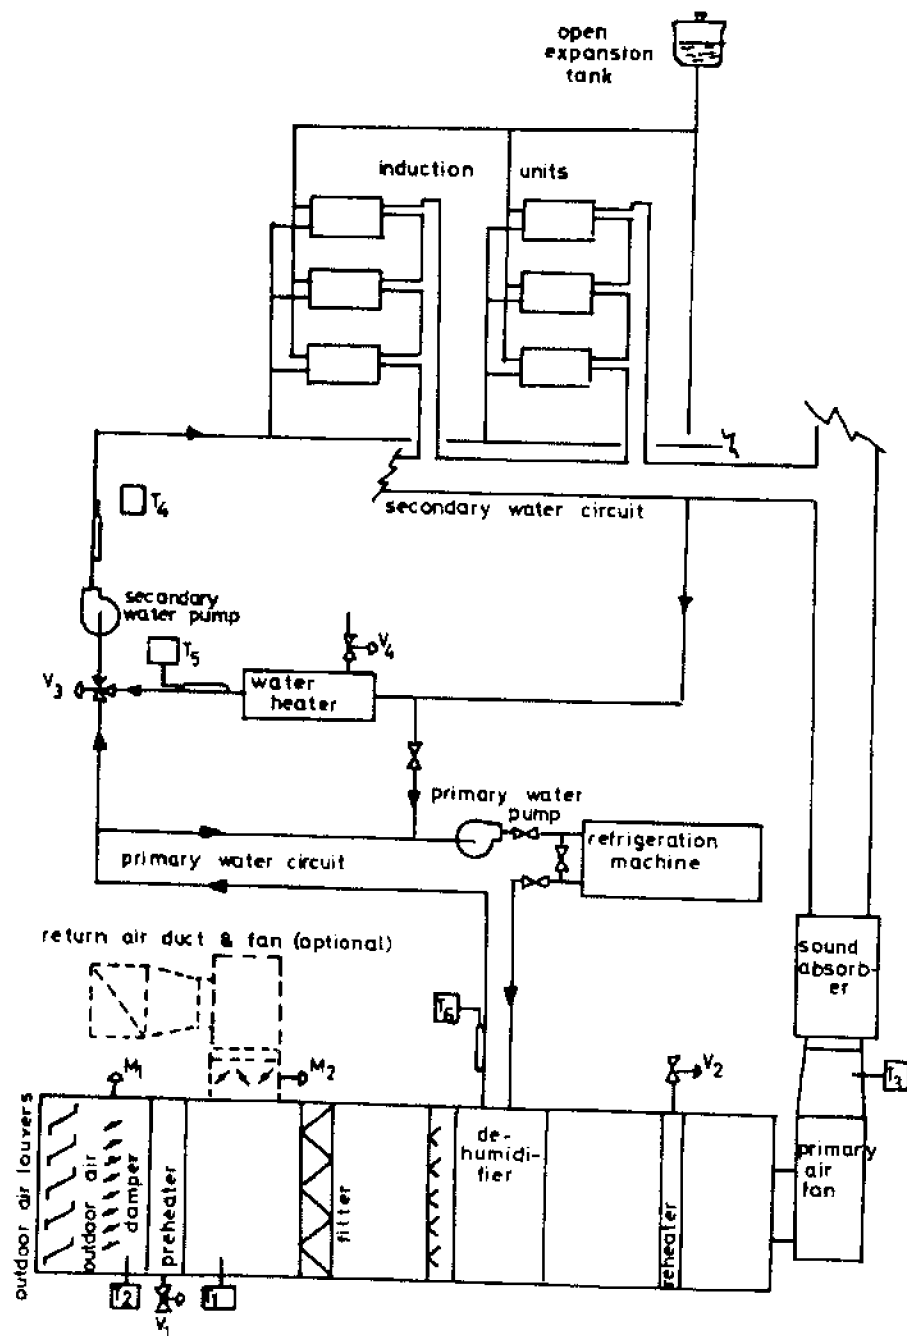 open
expansion
tank
induction units
secondary water circuit
T4
secandary
water pump
T5
V4
V3
water
heater
primary water
pump
refrigeration
machine
primary water circuit
return air duct & fan (optional)
sound
absorb-
er
T6
M1
M2
V2
T3
outdoor air louvers
outdoor air
damper
preheater
filter
de-
humidi-
fier
reheater
primary
air
fan
T2
V1
T1